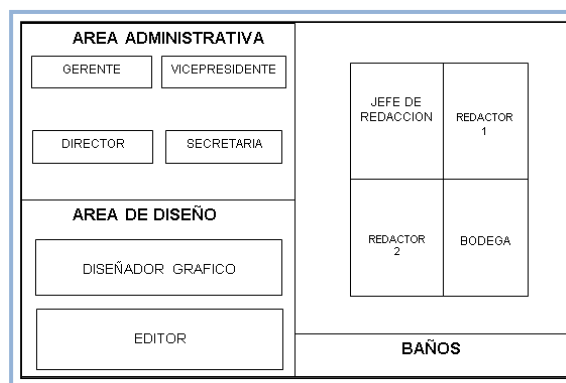 AREA ADMINISTRATIVA
GERENTE
VICEPRESIDENTE
DIRECTOR
SECRETARIA
AREA DE DISEÑO
DISEÑADOR GRAFICO
EDITOR
JEFE DE
REDACCION
REDACTOR
1
REDACTOR
2
BODEGA
BAÑOS